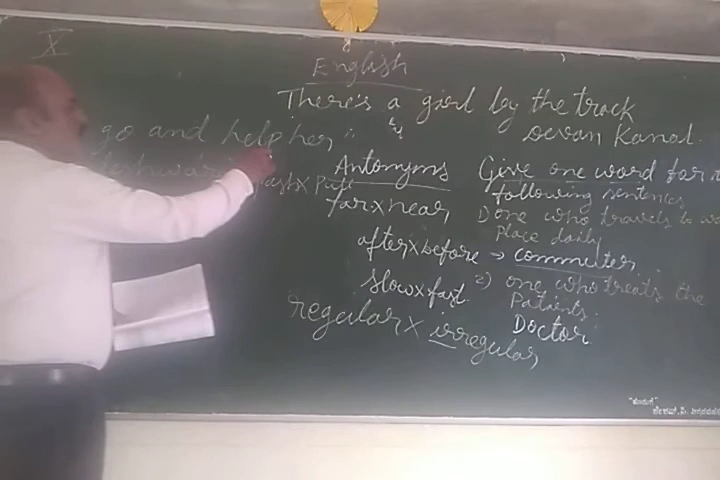 X
English
There's a girl by the track
Devan Kanal.
go and help her
Antonyms
far x near
after x before
slow x fast.
regular x irregular
Give one word for
following sentences
1) one who travels to
Place daily
→ commuter.
2) one who treats the
Patients.
Doctor